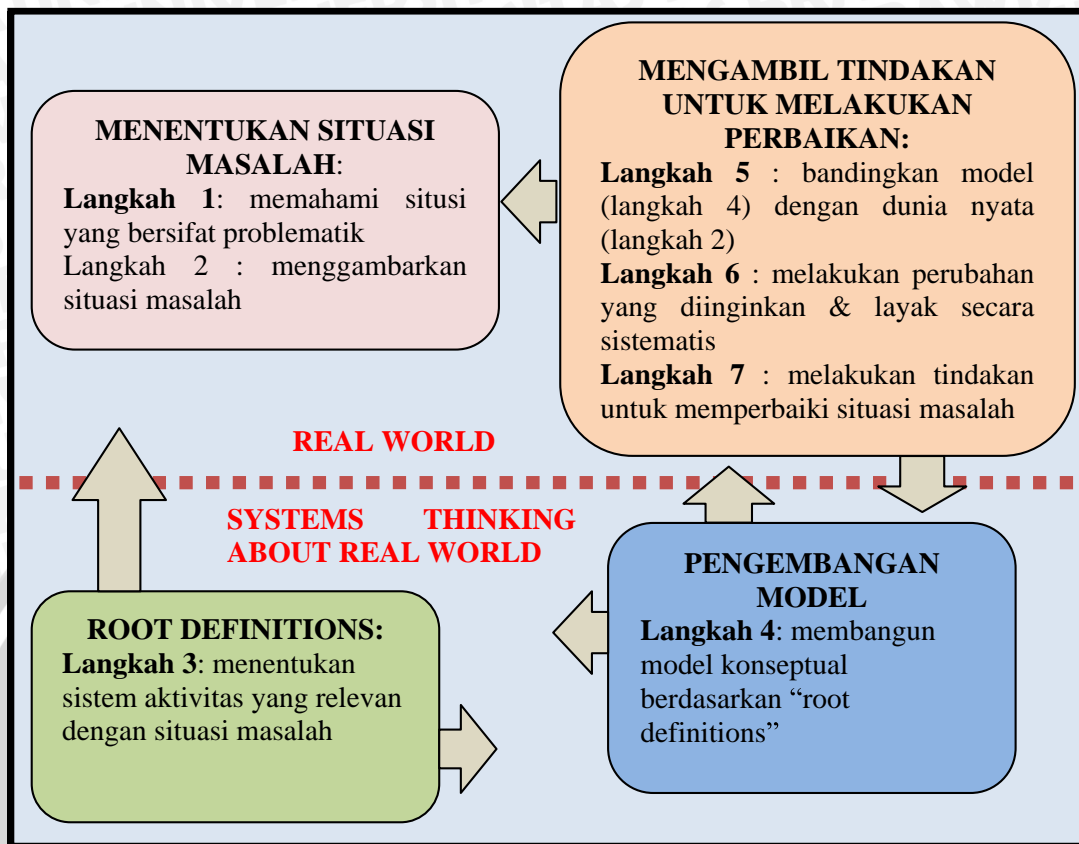 MENENTUKAN SITUASI
MASALAH:
Langkah 1: memahami situsi
yang bersifat problematik
Langkah 2 : menggambarkan
situasi masalah
MENGAMBIL TINDAKAN
UNTUK MELAKUKAN
PERBAIKAN:
Langkah 5 : bandingkan model
(langkah 4) dengan dunia nyata
(langkah 2)
Langkah 6 : melakukan perubahan
yang diinginkan & layak secara
sistematis
Langkah 7 : melakukan tindakan
untuk memperbaiki situasi masalah
REAL WORLD
SYSTEMS THINKING
ABOUT REAL WORLD
ROOT DEFINITIONS:
Langkah 3: menentukan
sistem aktivitas yang relevan
dengan situasi masalah
PENGEMBANGAN
MODEL
Langkah 4: membangun
model konseptual
berdasarkan “root
definitions”